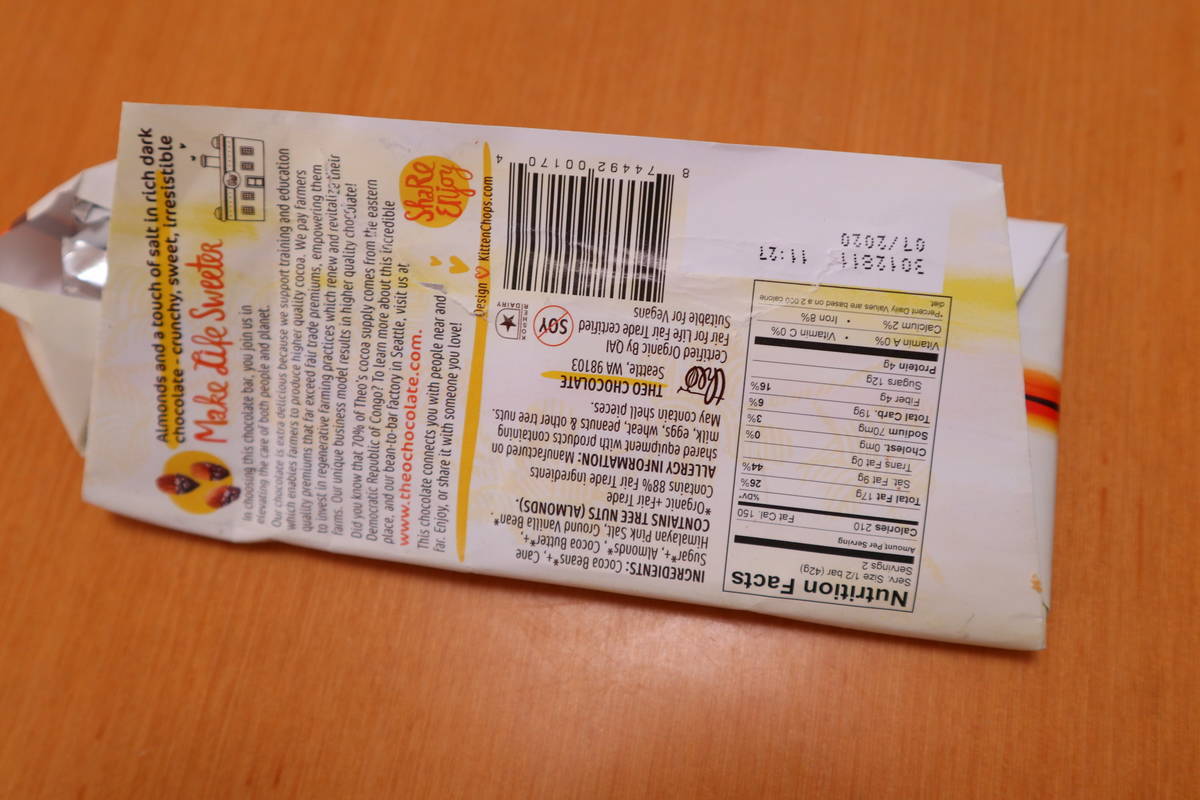 Almonds and a touch of salt in rich dark
chocolate - crunchy, sweet, irresistible
Make Life Sweeter
In choosing this chocolate bar, you join us in
elevating the care of both people and planet.
Our chocolate is extra delicious because we support training and education
which enables farmers to produce higher quality cocoa. We pay farmers
quality premiums that far exceed fair trade premiums, empowering them
to invest in regenerative farming practices which renew and revitalize their
farms. Our unique business model results in higher quality chocolate!
Did you know that 70% of Theo's cocoa supply comes from the eastern
Democratic Republic of Congo? To learn more about this incredible
place, and our bean-to-bar factory in Seattle, visit us at
www.theochocolate.com.
This chocolate connects you with people near and
far. Enjoy, or share it with someone you love!
Share
Enjoy
Design KittenChops.com
INGREDIENTS: Cocoa Beans*+, Cane
Sugar*+, Almonds*, Cocoa Butter*+,
Himalayan Pink Salt, Ground Vanilla Bean*
CONTAINS TREE NUTS (ALMONDS).
*Organic +Fair Trade
Contains 88% Fair Trade ingredients
ALLERGY INFORMATION: Manufactured on
shared equipment with products containing
milk, eggs, wheat, peanuts & other tree nuts.
May contain shell pieces.
theo
THEO CHOCOLATE
Seattle, WA 98103
Certified Organic By QAI
Fair for Life Fair Trade certified
Suitable for Vegans
SOY
8 74492 00170 4
Nutrition Facts
Serv. Size 1/2 bar (42g)
Servings 2
Amount Per Serving
Calories 210 Fat Cal. 150
%DV*
Total Fat 17g 26%
Sat. Fat 9g 44%
Trans Fat 0g
Cholest. 0mg 0%
Sodium 70mg 3%
Total Carb. 19g 6%
Fiber 4g 16%
Sugars 12g
Protein 4g
Vitamin A 0% • Vitamin C 0%
Calcium 2% • Iron 8%
*Percent Daily Values are based on a 2,000 calorie
diet
3012811 11:27
07/2020